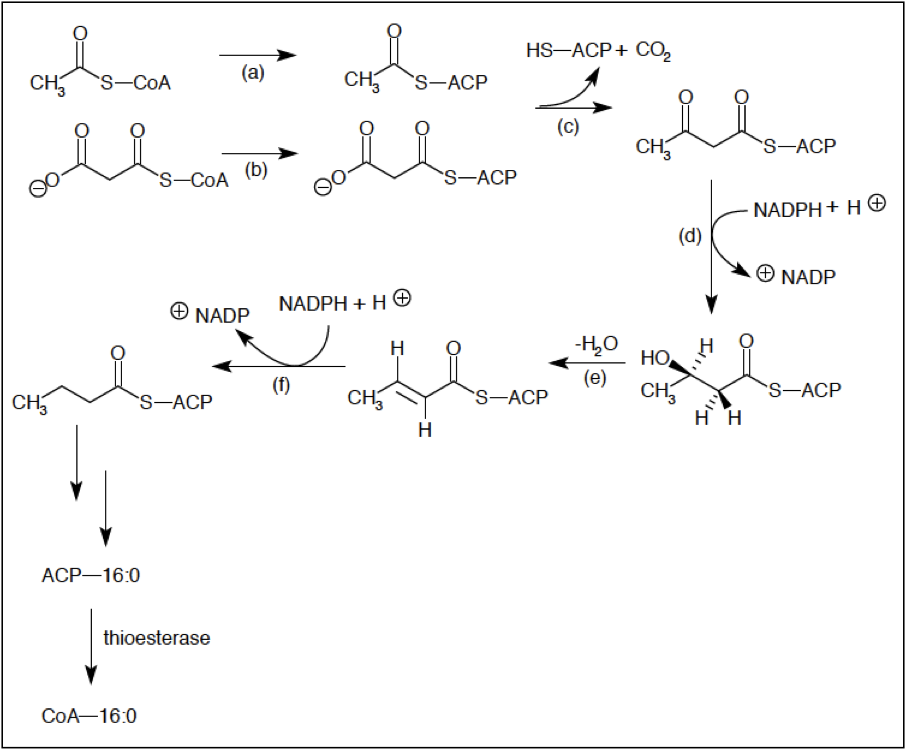 O O
CH3 S—CoA (a) CH3 S—ACP HS—ACP + CO2
(c)
O O O O O O
⊖O S—CoA (b) ⊖O S—ACP CH3 S—ACP
(d) NADPH + H ⊕
⊕ NADP
⊕ NADP NADPH + H ⊕
O (f) H O -H2O (e) HO H O
CH3 S—ACP CH3 S—ACP CH3 S—ACP
H H H
ACP—16:0
thioesterase
CoA—16:0